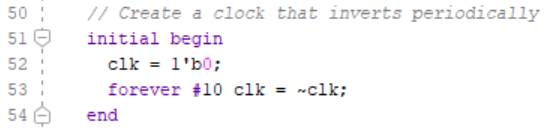 50 // Create a clock that inverts periodically
51 initial begin
52 clk = 1'b0;
53 forever #10 clk = ~clk;
54 end